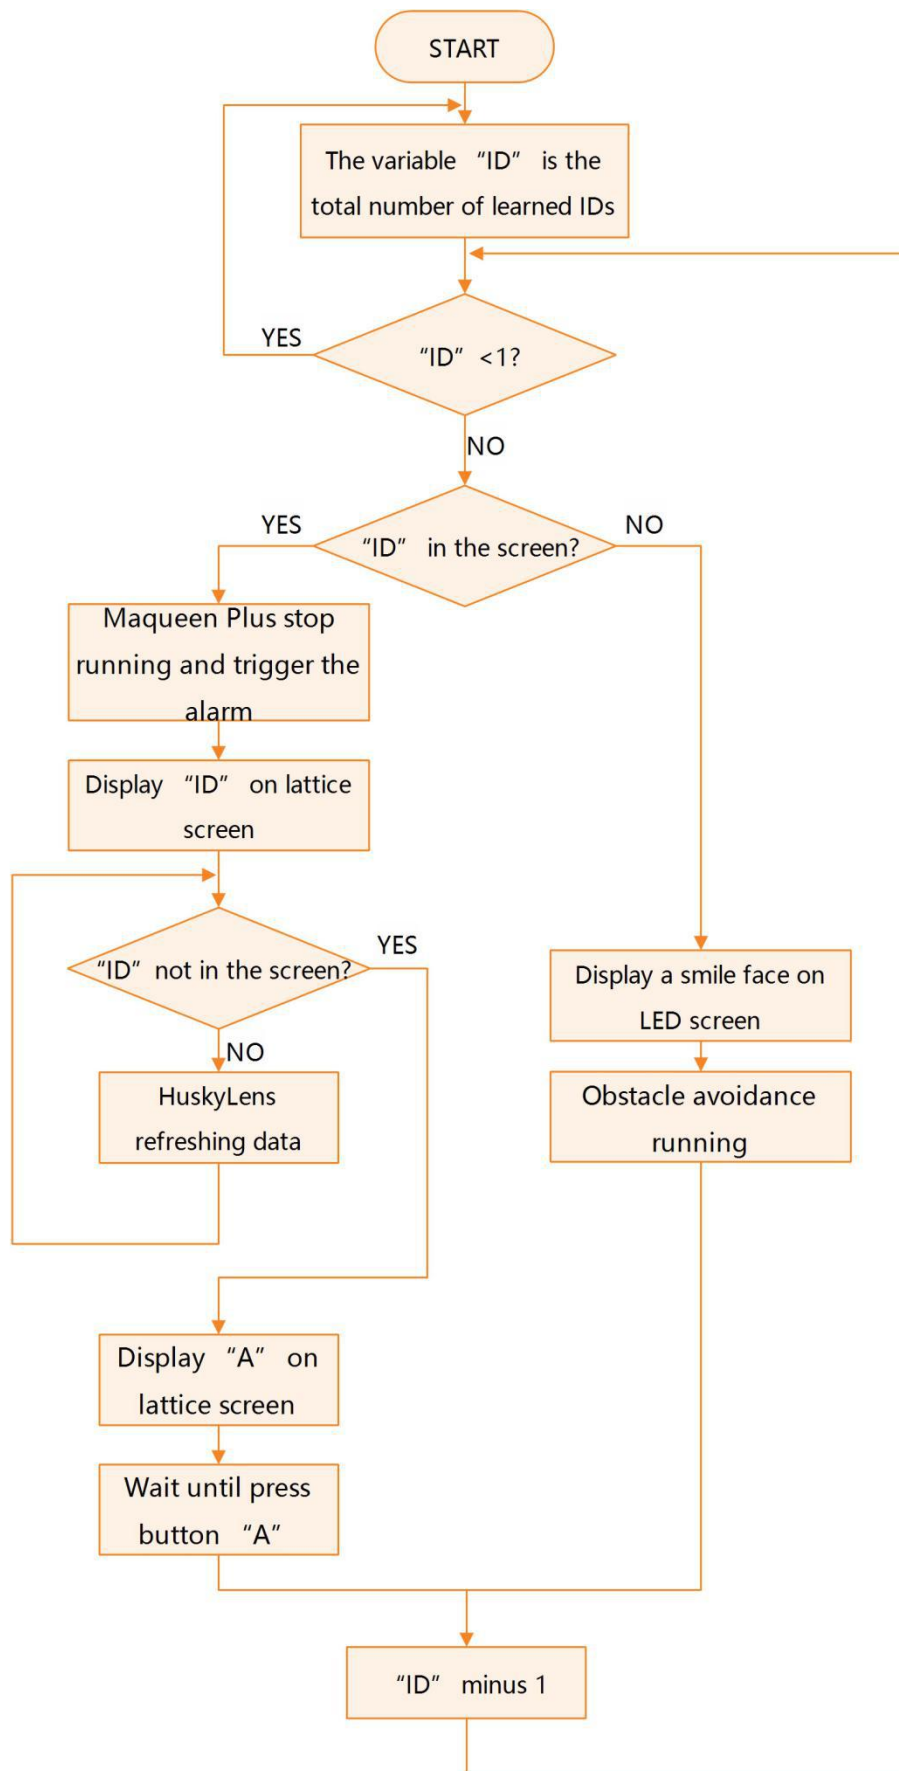 START
The variable “ID” is the
total number of learned IDs
YES
“ID” <1?
NO
YES
“ID” in the screen?
NO
Maqueen Plus stop
running and trigger the
alarm
Display “ID” on lattice
screen
“ID” not in the screen?
YES
NO
HuskyLens
refreshing data
Display a smile face on
LED screen
Obstacle avoidance
running
Display “A” on
lattice screen
Wait until press
button “A”
“ID” minus 1